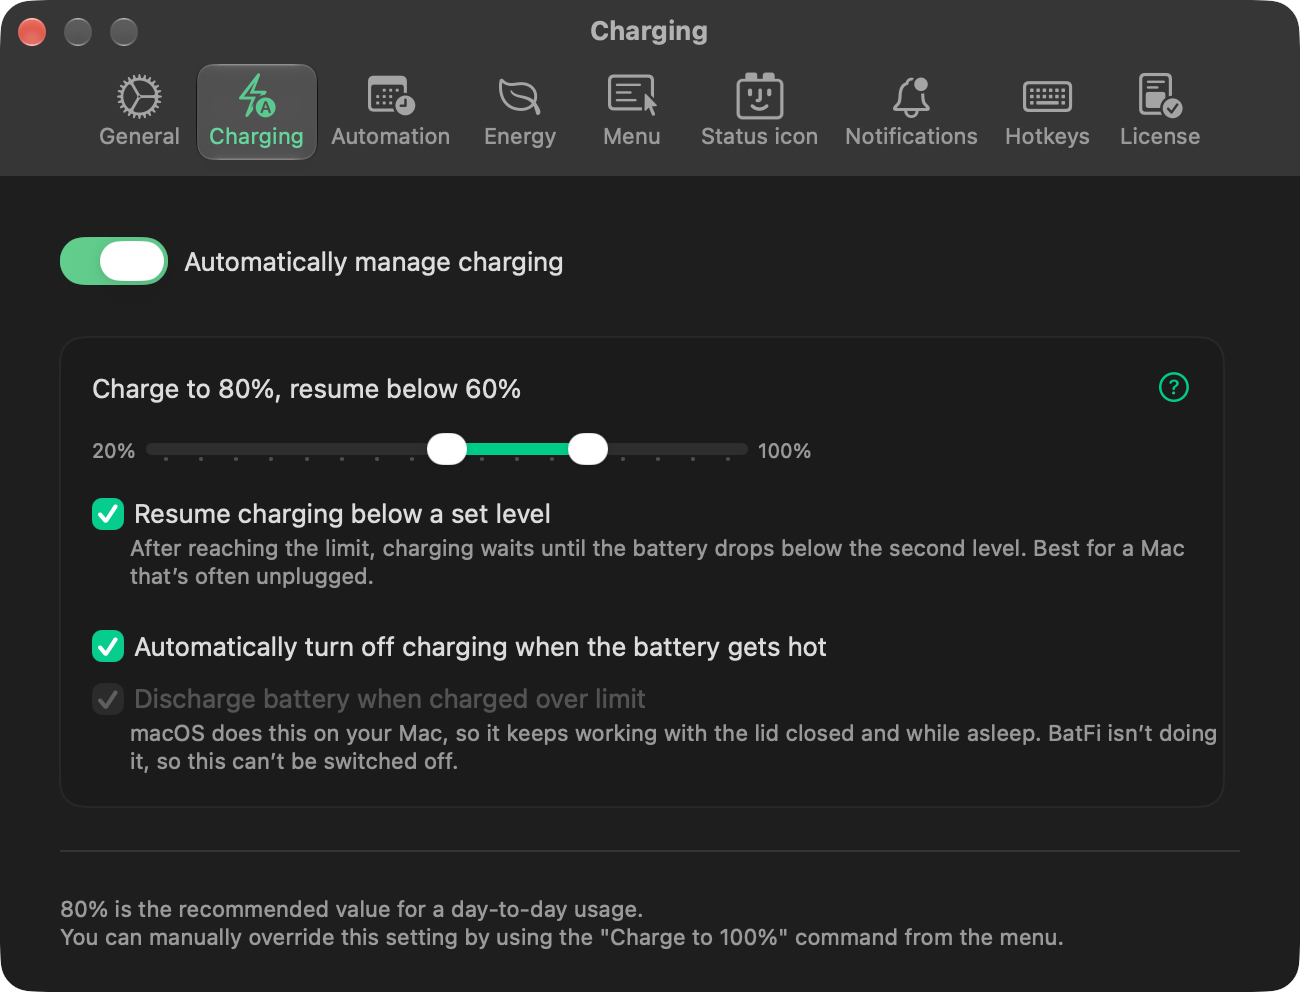 Charging
General
Charging
Automation
Energy
Menu
Status icon
Notifications
Hotkeys
License
Automatically manage charging
Charge to 80%, resume below 60%
?
20%
100%
Resume charging below a set level
After reaching the limit, charging waits until the battery drops below the second level. Best for a Mac
that’s often unplugged.
Automatically turn off charging when the battery gets hot
Discharge battery when charged over limit
macOS does this on your Mac, so it keeps working with the lid closed and while asleep. BatFi isn’t doing
it, so this can’t be switched off.
80% is the recommended value for a day-to-day usage.
You can manually override this setting by using the "Charge to 100%" command from the menu.